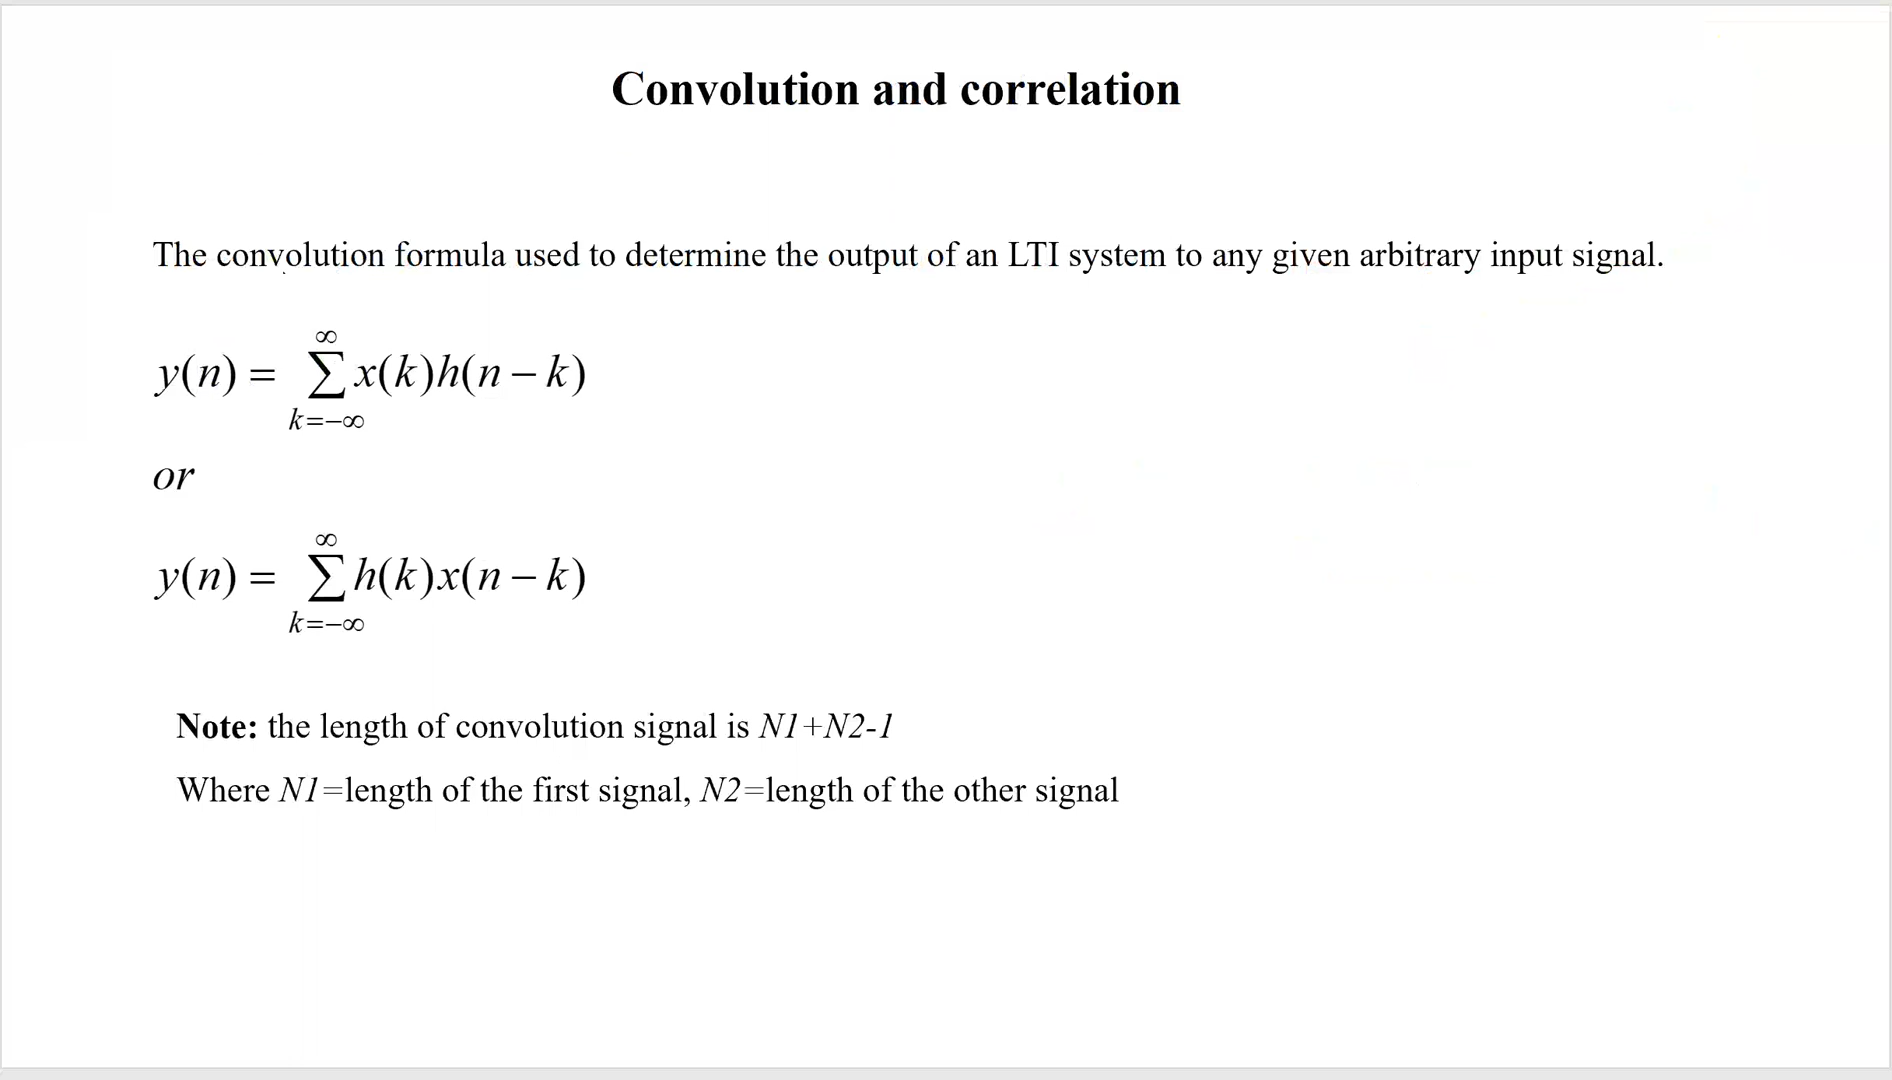 Convolution and correlation
The convolution formula used to determine the output of an LTI system to any given arbitrary input signal.
y(n) = ∑_{k=−∞}^{∞} x(k)h(n − k)
or
y(n) = ∑_{k=−∞}^{∞} h(k)x(n − k)
Note: the length of convolution signal is N1+N2-1
Where N1=length of the first signal, N2=length of the other signal